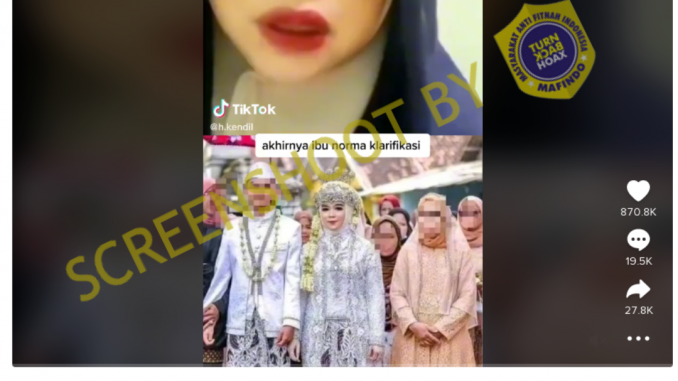 MASYARAKAT ANTI FITNAH INDONESIA
TURN
BACK
HOAX
MAFINDO
TikTok
@h.kendil
akhirnya ibu norma klarifikasi
SCREENSHOOT BY
870.8K
19.5K
27.8K